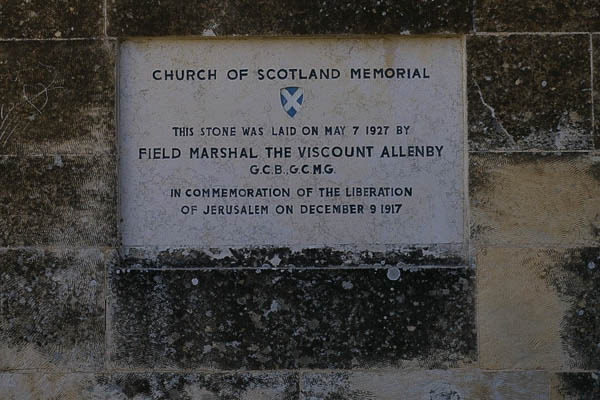 CHURCH OF SCOTLAND MEMORIAL
THIS STONE WAS LAID ON MAY 7 1927 BY
FIELD MARSHAL THE VISCOUNT ALLENBY
G.C.B., G.C.M.G.
IN COMMEMORATION OF THE LIBERATION
OF JERUSALEM ON DECEMBER 9 1917